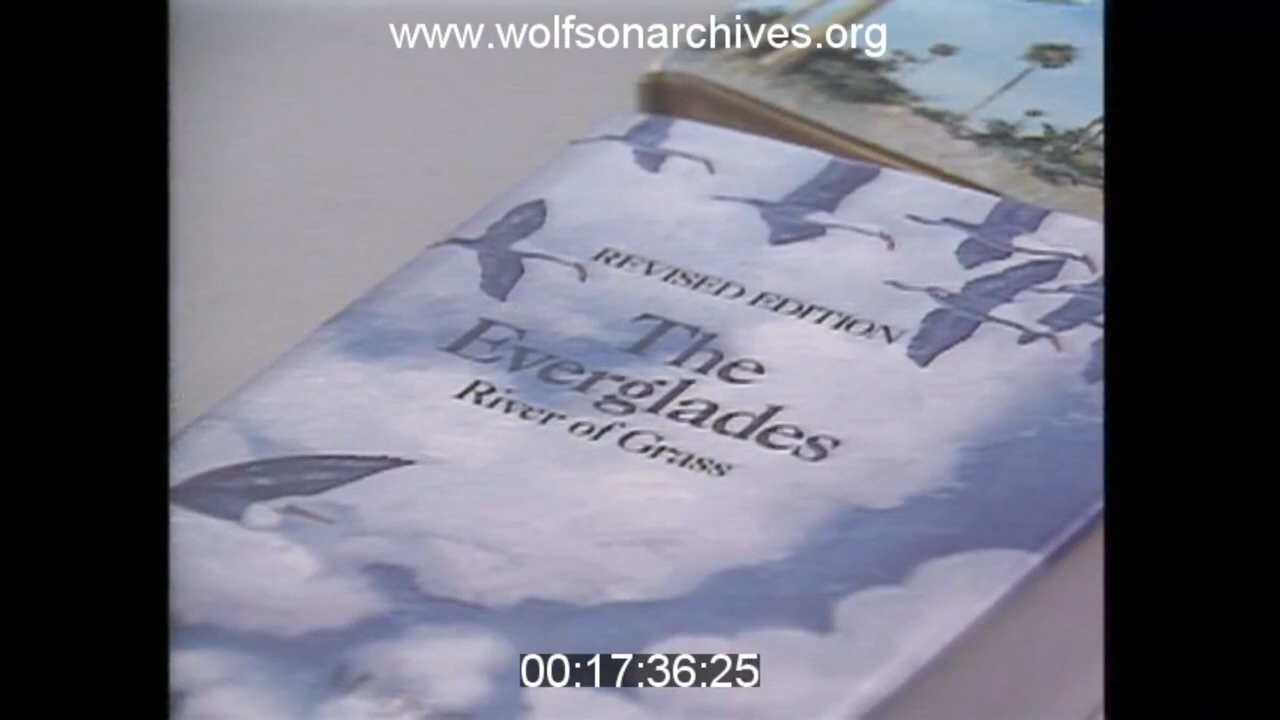 www.wolfsonarchives.org
REVISED EDITION
The
Everglades
River of Grass
00:17:36:25